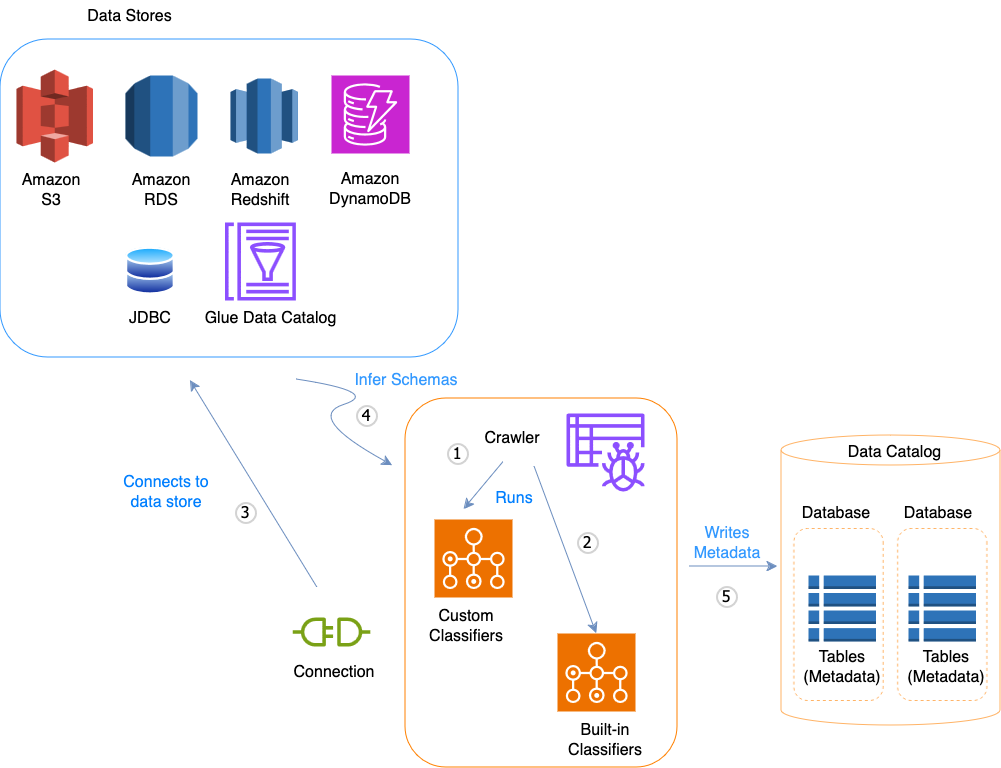 Data Stores
Amazon
S3
Amazon
RDS
Amazon
Redshift
Amazon
DynamoDB
JDBC
Glue Data Catalog
Infer Schemas
4
Connects to
data store
3
Connection
1
Crawler
Runs
2
Custom
Classifiers
Built-in
Classifiers
Writes
Metadata
5
Data Catalog
Database
Tables
(Metadata)
Database
Tables
(Metadata)